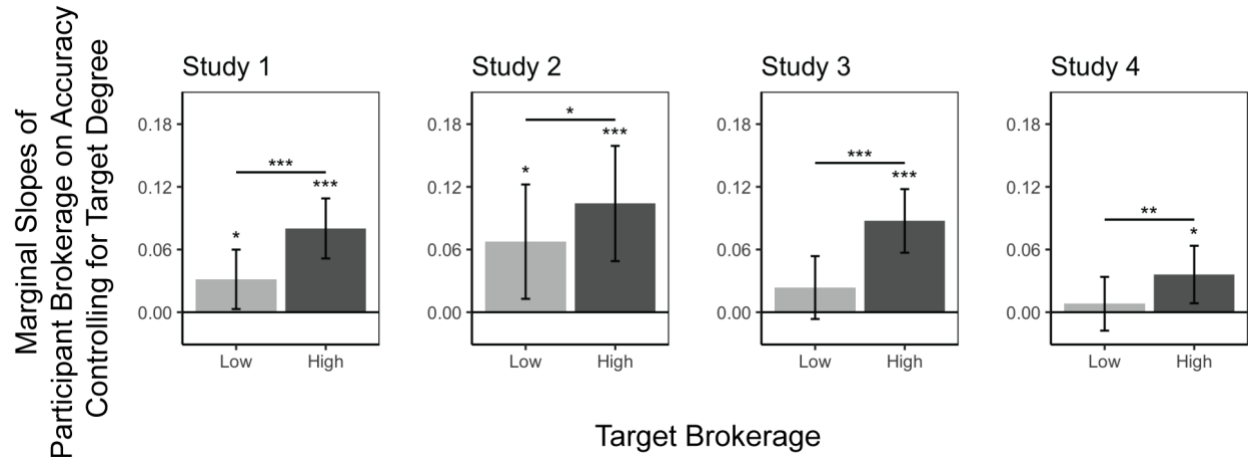 Marginal Slopes of
Participant Brokerage on Accuracy
Controlling for Target Degree
Study 1
0.18
0.12
0.06
0.00
***
***
*
Low
High
Study 2
0.18
0.12
0.06
0.00
*
***
*
Low
High
Study 3
0.18
0.12
0.06
0.00
***
***
Low
High
Study 4
0.18
0.12
0.06
0.00
**
*
Low
High
Target Brokerage